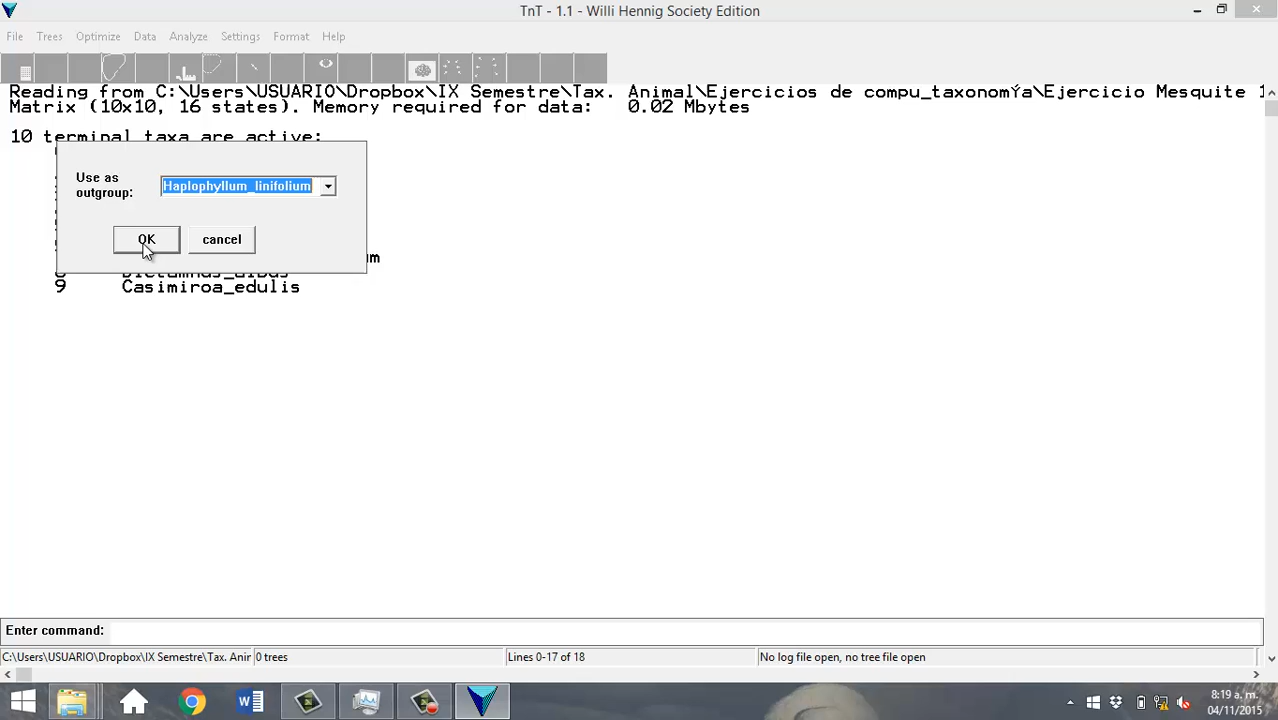 TnT - 1.1 - Willi Hennig Society Edition
File Trees Optimize Data Analyze Settings Format Help
Reading from C:\Users\USUARIO\Dropbox\IX Semestre\Tax. Animal\Ejercicios de compu_taxonomÝa\Ejercicio Mesquite 1
Matrix (10x10, 16 states). Memory required for data: 0.02 Mbytes
10 terminal taxa are active:
Use as outgroup: Haplophyllum_linifolium
OK cancel
um
9 Casimiroa_edulis
Enter command:
C:\Users\USUARIO\Dropbox\IX Semestre\Tax. Anir 0 trees Lines 0-17 of 18 No log file open, no tree file open
8:19 a. m.
04/11/2015